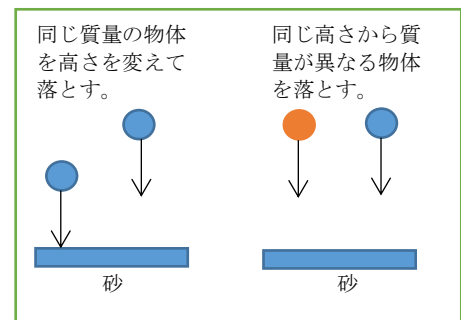 同じ質量の物体
を高さを変えて
落とす。
同じ高さから質
量が異なる物体
を落とす。
砂
砂